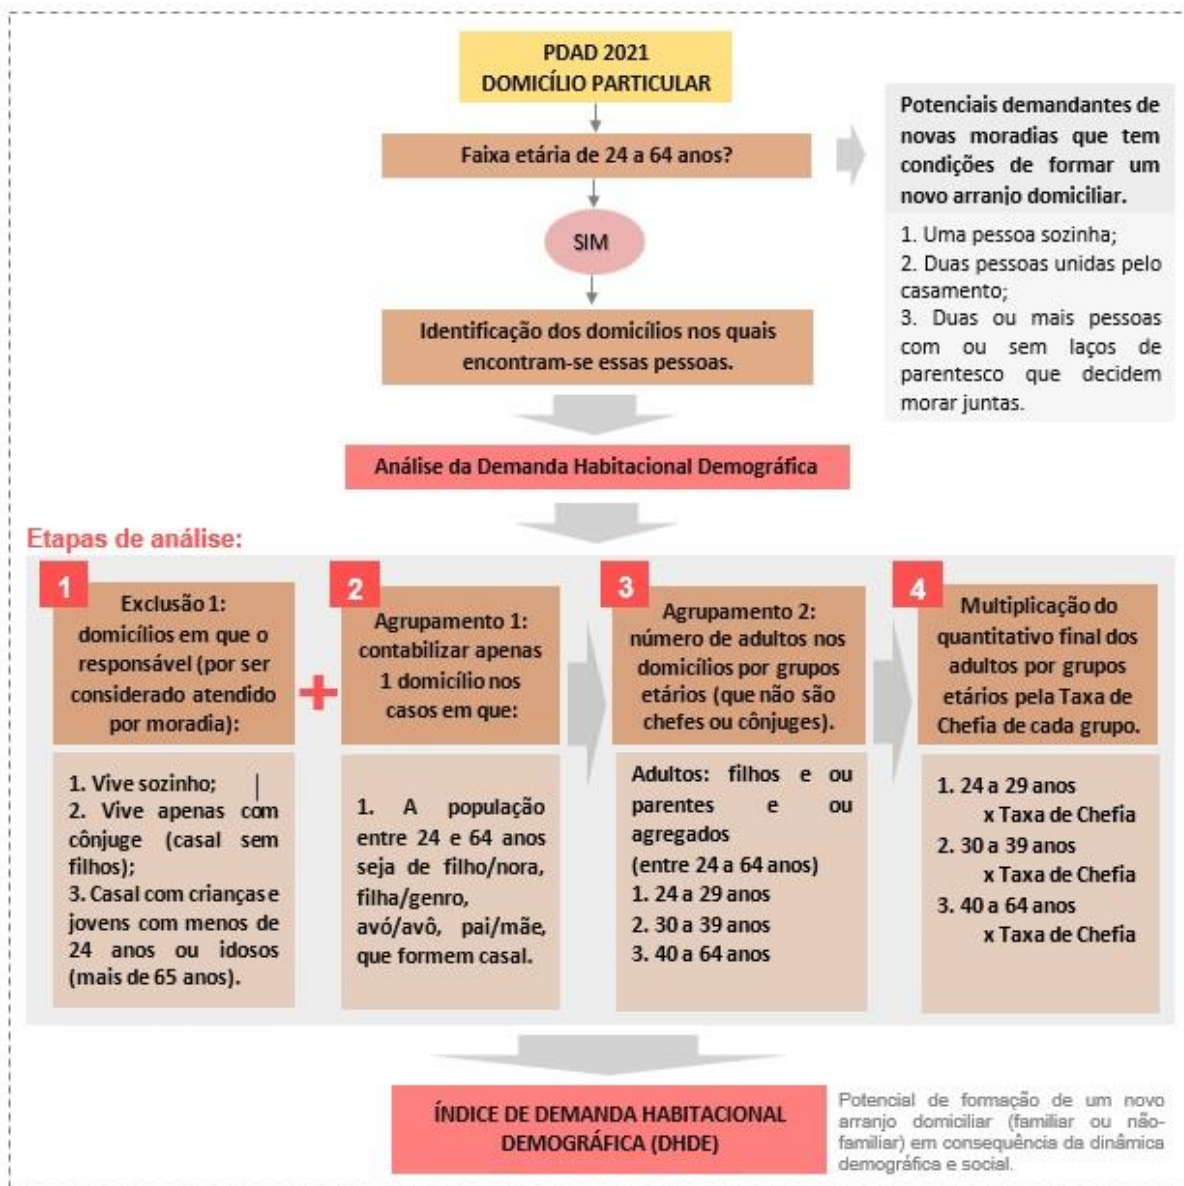 PDAD 2021
DOMICÍLIO PARTICULAR
Faixa etária de 24 a 64 anos?
Potenciais demandantes de
novas moradias que tem
condições de formar um
novo arranjo domiciliar.
1. Uma pessoa sozinha;
2. Duas pessoas unidas pelo
casamento;
3. Duas ou mais pessoas
com ou sem laços de
parentesco que decidem
morar juntas.
SIM
Identificação dos domicílios nos quais
encontram-se essas pessoas.
Análise da Demanda Habitacional Demográfica
Etapas de análise:
1
Exclusão 1:
domicílios em que o
responsável (por ser
considerado atendido
por moradia):
1. Vive sozinho;
2. Vive apenas com
cônjuge (casal sem
filhos);
3. Casal com crianças e
jovens com menos de
24 anos ou idosos
(mais de 65 anos).
+
2
Agrupamento 1:
contabilizar apenas
1 domicílio nos
casos em que:
1. A população
entre 24 e 64 anos
seja de filho/nora,
filha/genro,
avó/avô, pai/mãe,
que formem casal.
3
Agrupamento 2:
número de adultos nos
domicílios por grupos
etários (que não são
chefes ou cônjuges).
Adultos: filhos e ou
parentes e ou
agregados
(entre 24 a 64 anos)
1. 24 a 29 anos
2. 30 a 39 anos
3. 40 a 64 anos
4
Multiplicação do
quantitativo final dos
adultos por grupos
etários pela Taxa de
Chefia de cada grupo.
1. 24 a 29 anos
x Taxa de Chefia
2. 30 a 39 anos
x Taxa de Chefia
3. 40 a 64 anos
x Taxa de Chefia
ÍNDICE DE DEMANDA HABITACIONAL
DEMOGRÁFICA (DHDE)
Potencial de formação de um novo
arranjo domiciliar (familiar ou não-
familiar) em consequência da dinâmica
demográfica e social.